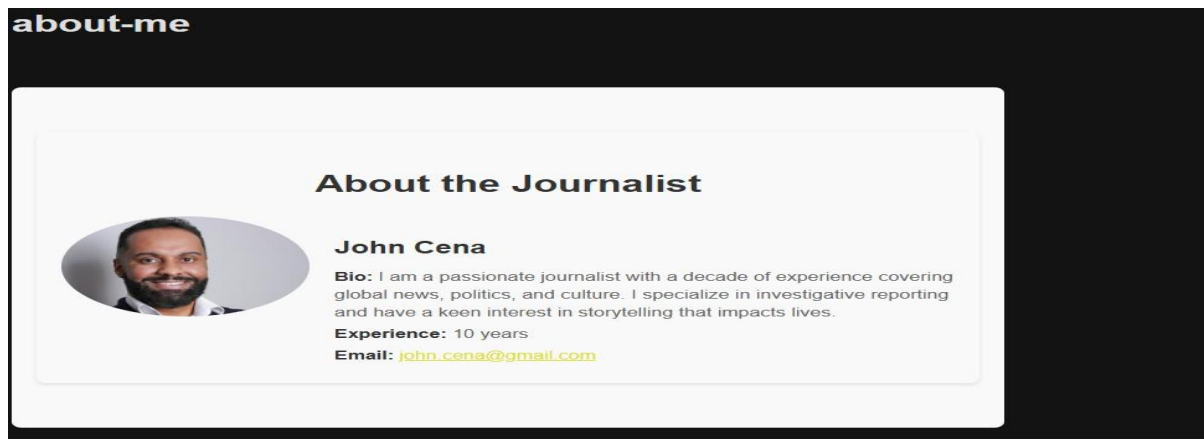 about-me
About the Journalist
John Cena
Bio: I am a passionate journalist with a decade of experience covering
global news, politics, and culture. I specialize in investigative reporting
and have a keen interest in storytelling that impacts lives.
Experience: 10 years
Email: john.cena@gmail.com